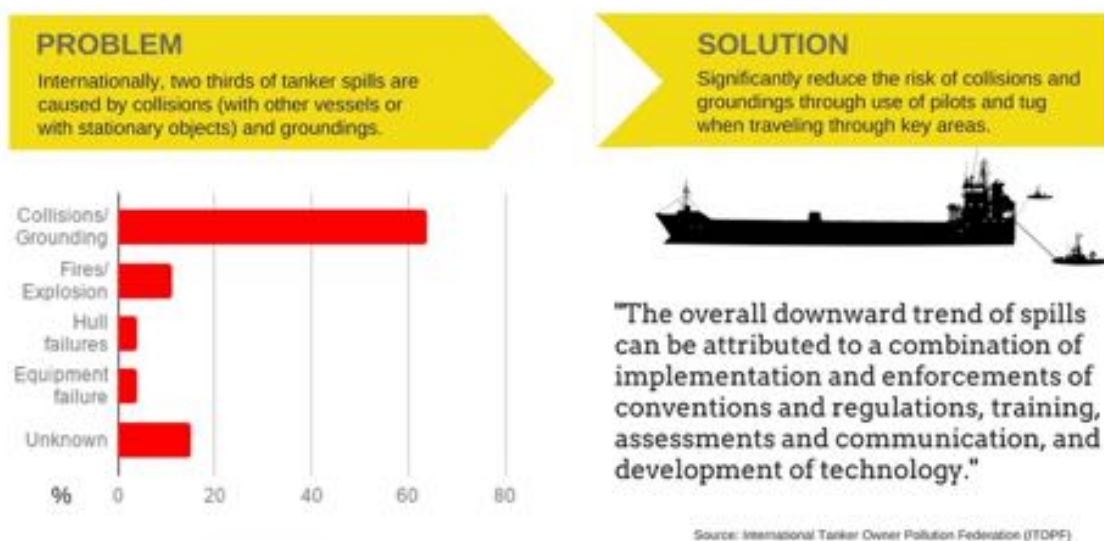 PROBLEM
Internationally, two thirds of tanker spills are
caused by collisions (with other vessels or
with stationary objects) and groundings.
SOLUTION
Significantly reduce the risk of collisions and
groundings through use of pilots and tug
when traveling through key areas.
Collisions/
Grounding
Fires/
Explosion
Hull
failures
Equipment
failure
Unknown
% 0 20 40 60 80
"The overall downward trend of spills
can be attributed to a combination of
implementation and enforcements of
conventions and regulations, training,
assessments and communication, and
development of technology."
Source: International Tanker Owner Pollution Federation (ITOPF)